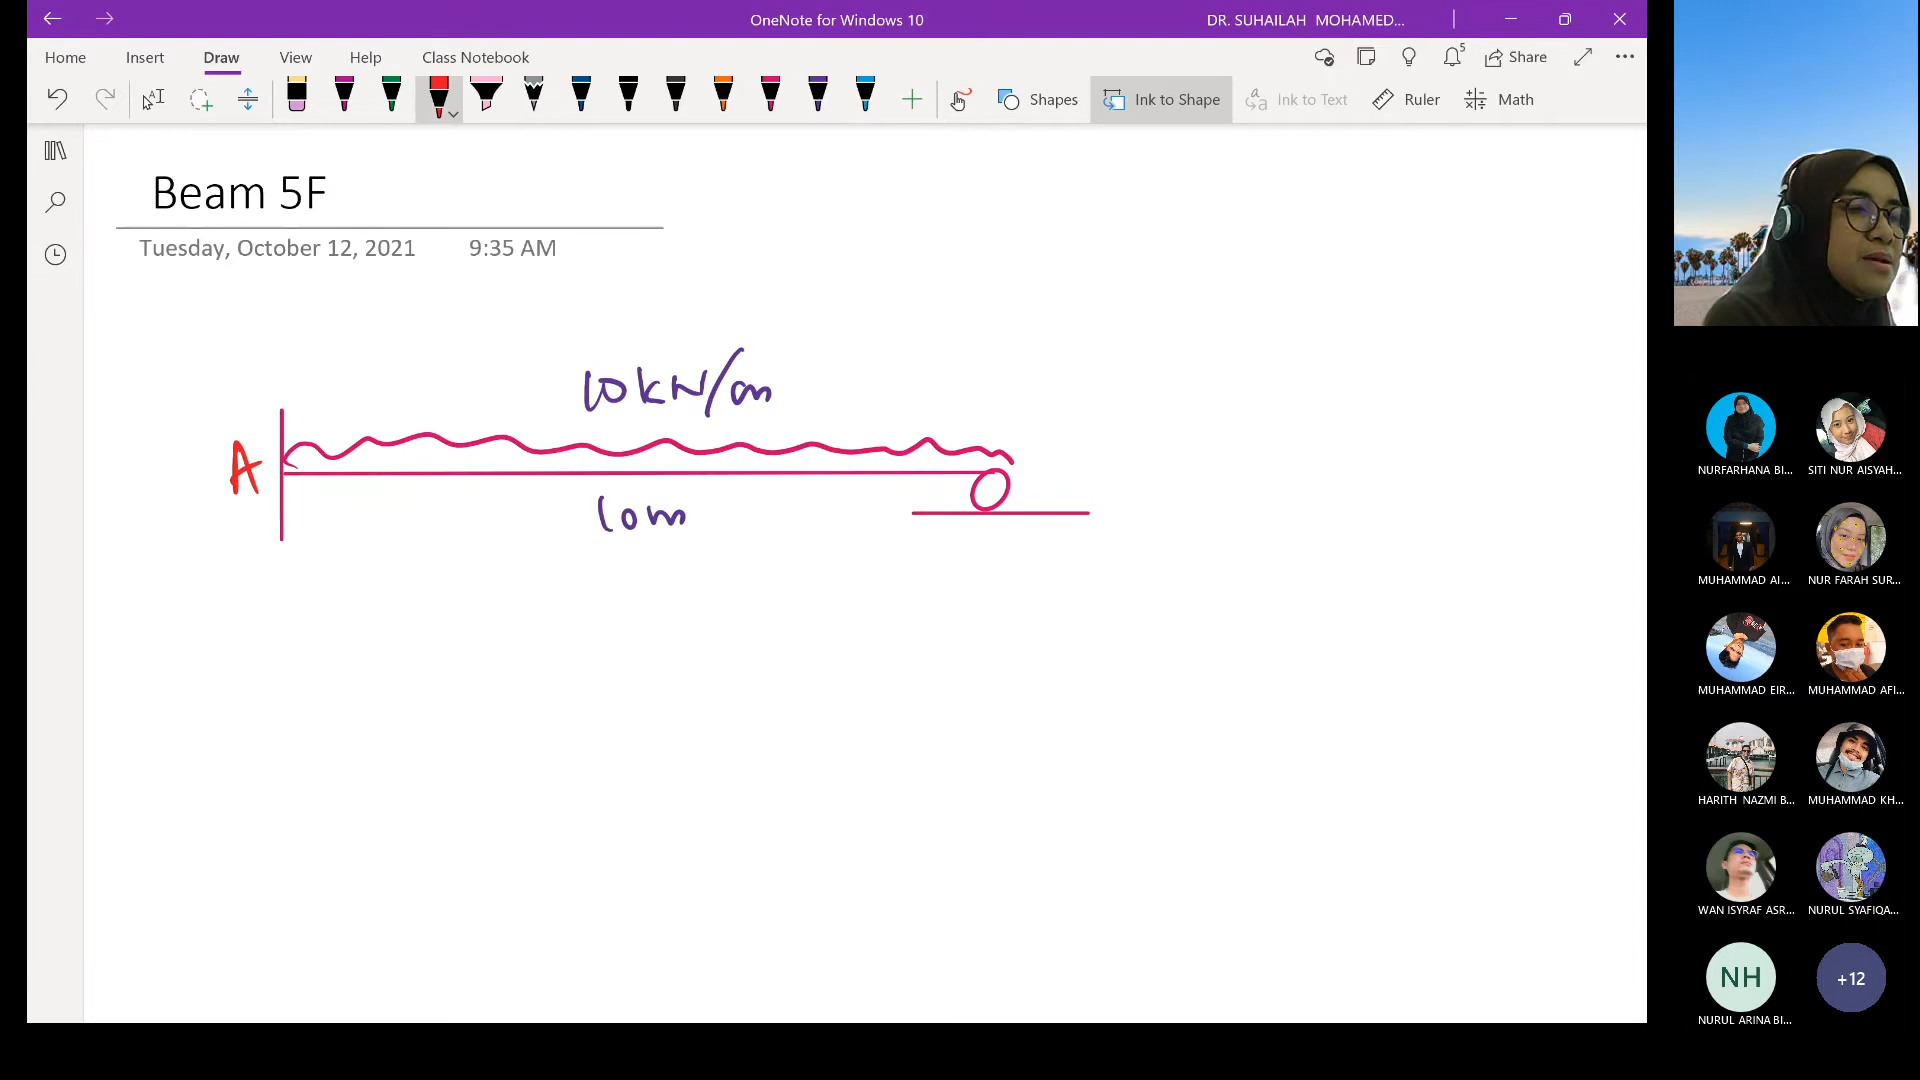 OneNote for Windows 10
DR. SUHAILAH MOHAMED...
Home Insert Draw View Help Class Notebook
5 Share
Shapes Ink to Shape Ink to Text Ruler Math
Beam 5F
Tuesday, October 12, 2021 9:35 AM
10kN/m
A
10m
NURFARHANA BI... SITI NUR AISYAH...
MUHAMMAD AI... NUR FARAH SUR...
MUHAMMAD EIR... MUHAMMAD AFI...
HARITH NAZMI B... MUHAMMAD KH...
WAN ISYRAF ASR... NURUL SYAFIQA...
NH +12
NURUL ARINA BI...